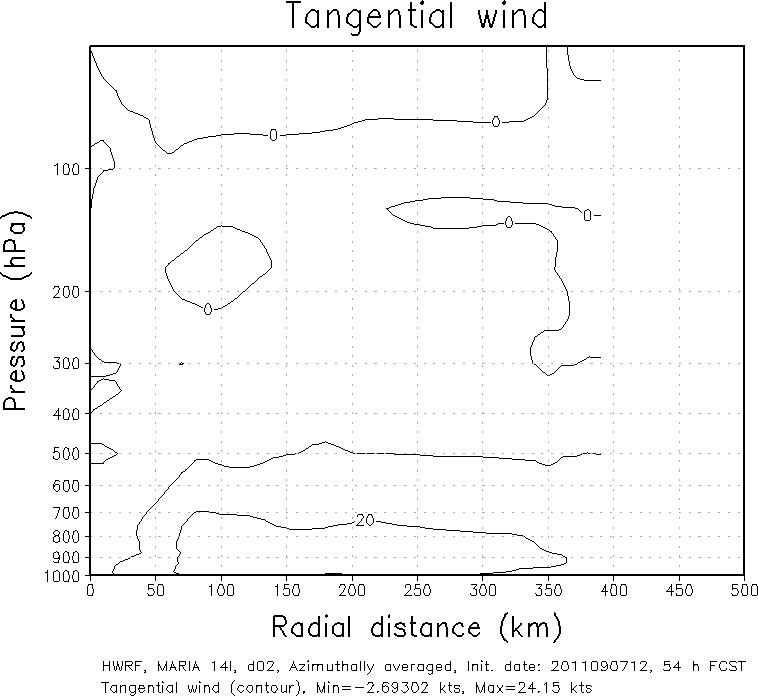 Tangential wind
0
0
100
0
0
Pressure (hPa)
200
0
300
400
500
600
700
20
800
900
1000
0 50 100 150 200 250 300 350 400 450 500
Radial distance (km)
HWRF, MARIA 14l, d02, Azimuthally averaged, Init. date: 2011090712, 54 h FCST
Tangential wind (contour), Min=-2.69302 kts, Max=24.15 kts